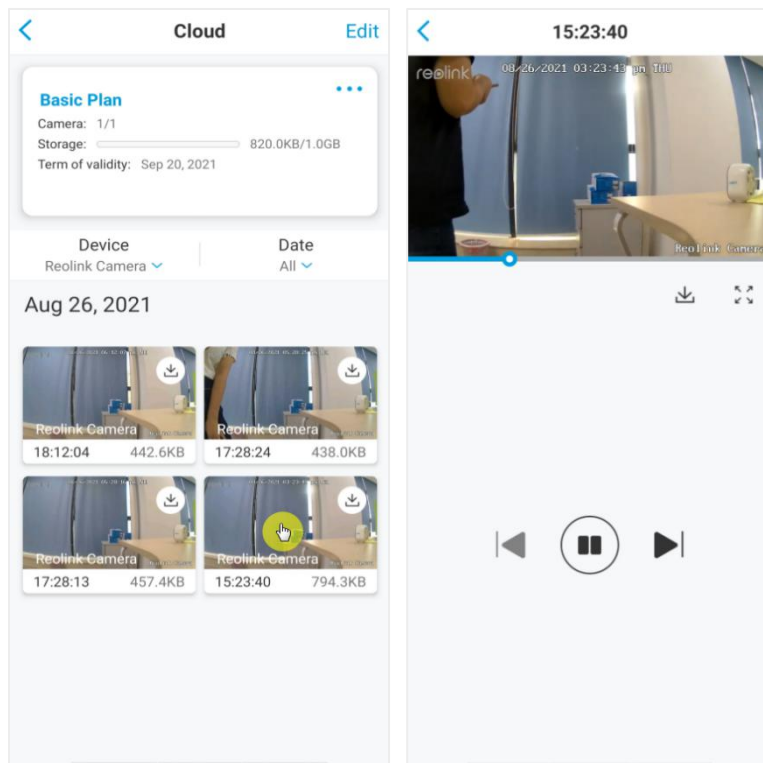 Cloud
Edit
Basic Plan
Camera: 1/1
Storage: 820.0KB/1.0GB
Term of validity: Sep 20, 2021
Device
Reolink Camera
Date
All
Aug 26, 2021
Reolink Camera
18:12:04 442.6KB
Reolink Camera
17:28:24 438.0KB
Reolink Camera
17:28:13 457.4KB
Reolink Camera
15:23:40 794.3KB
15:23:40
reolink
08/26/2021 03:23:43 pm THU
Reolink Camera